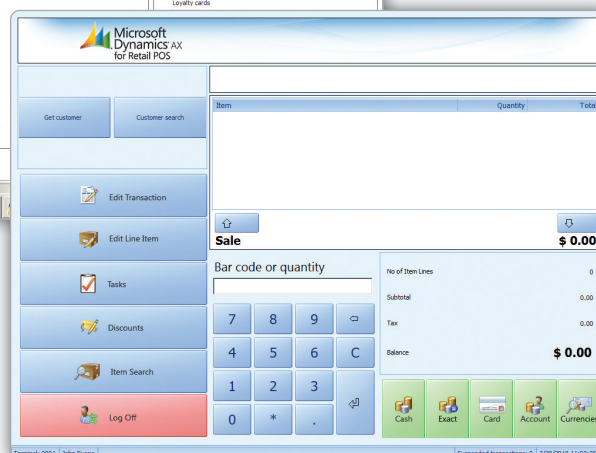 Loyalty cards
Microsoft
Dynamics AX
for Retail POS
Get customer
Customer search
Item
Quantity
Total
Edit Transaction
Edit Line Item
Tasks
Discounts
Item Search
Log Off
Sale
$ 0.00
Bar code or quantity
7
8
9
4
5
6
C
1
2
3
0
*
.
No of Item Lines
0
Subtotal
0.00
Tax
0.00
Balance
$ 0.00
Cash
Exact
Card
Account
Currencies